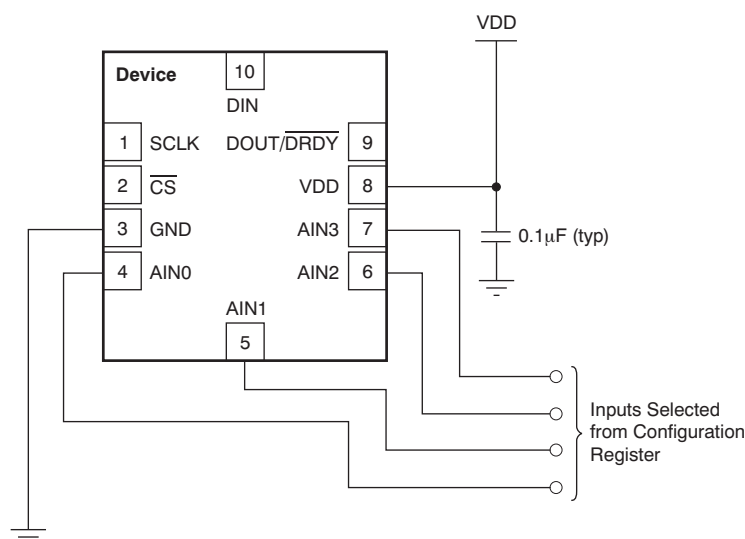 VDD
Device
10
DIN
1 SCLK
DOUT/DRDY 9
2 CS
VDD 8
3 GND
AIN3 7
0.1µF (typ)
4 AIN0
AIN2 6
AIN1
5
Inputs Selected
from Configuration
Register